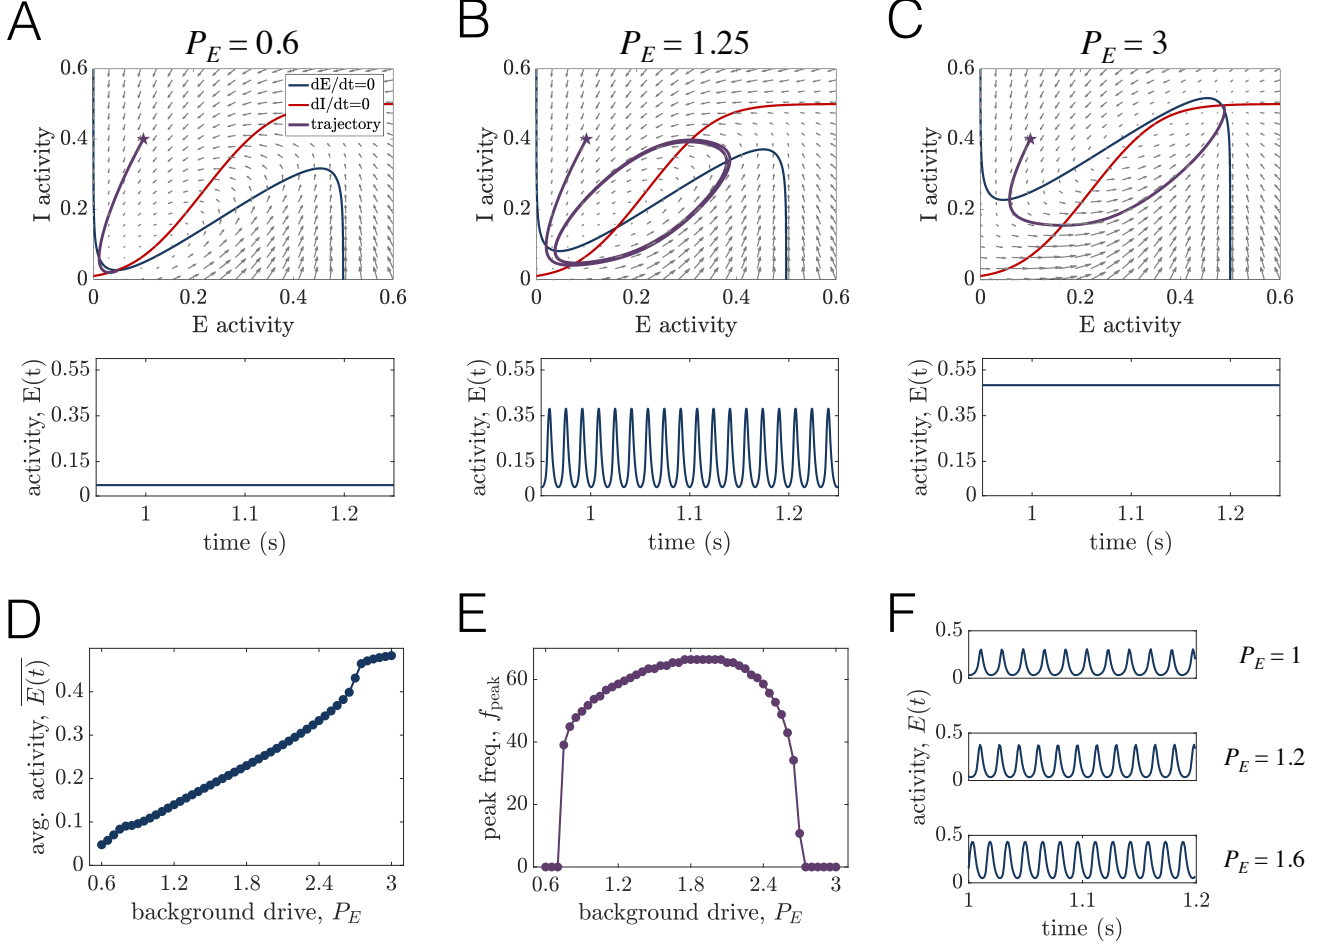 A
P_E = 0.6
0.6
0.4
0.2
0
I activity
dE/dt=0
dI/dt=0
trajectory
0 0.2 0.4 0.6
E activity
0.55
0.35
0.15
0
activity, E(t)
1 1.1 1.2
time (s)
B
P_E = 1.25
0.6
0.4
0.2
0
I activity
0 0.2 0.4 0.6
E activity
0.55
0.35
0.15
0
activity, E(t)
1 1.1 1.2
time (s)
C
P_E = 3
0.6
0.4
0.2
0
I activity
0 0.2 0.4 0.6
E activity
0.55
0.35
0.15
0
activity, E(t)
1 1.1 1.2
time (s)
D
avg. activity, E(t)
0.4
0.3
0.2
0.1
0
0.6 1.2 1.8 2.4 3
background drive, P_E
E
peak freq., f_peak
60
40
20
0
0.6 1.2 1.8 2.4 3
background drive, P_E
F
activity, E(t)
0.5
0
P_E = 1
0.5
0
P_E = 1.2
0.5
0
P_E = 1.6
1 1.1 1.2
time (s)